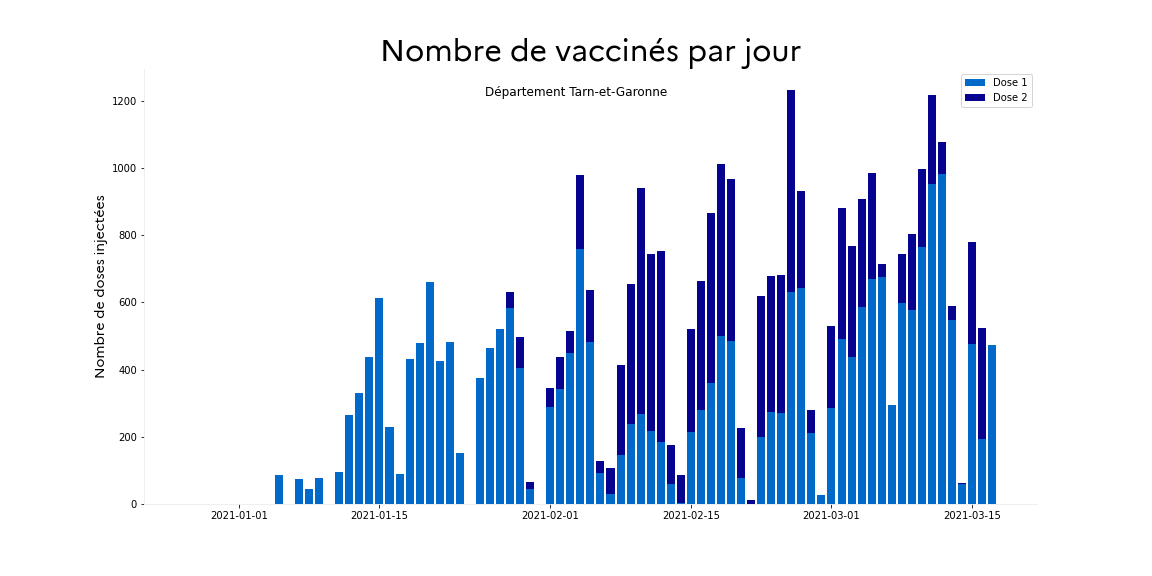 Nombre de vaccinés par jour
Département Tarn-et-Garonne
Dose 1
Dose 2
Nombre de doses injectées
1200
1000
800
600
400
200
0
2021-01-01 2021-01-15 2021-02-01 2021-02-15 2021-03-01 2021-03-15